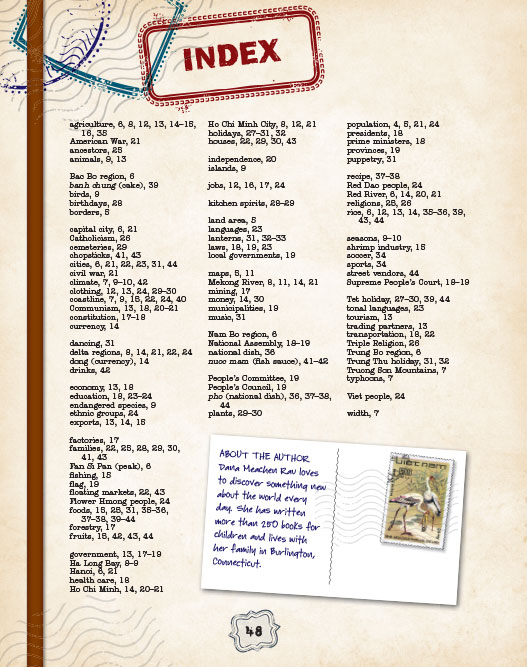 INDEX
agriculture, 6, 8, 12, 13, 14–15,
16, 35
American War, 21
ancestors, 25
animals, 9, 13
Bac Bo region, 6
banh chung (cake), 39
birds, 9
birthdays, 28
borders, 5
capital city, 6, 21
Catholicism, 26
cemeteries, 29
chopsticks, 41, 43
cities, 6, 21, 22, 23, 31, 44
civil war, 21
climate, 7, 9–10, 42
clothing, 12, 13, 24, 29–30
coastline, 7, 9, 15, 22, 24, 40
Communism, 13, 18, 20–21
constitution, 17–18
currency, 14
dancing, 31
delta regions, 8, 14, 21, 22, 24
dong (currency), 14
drinks, 42
economy, 13, 18
education, 18, 23–24
endangered species, 9
ethnic groups, 24
exports, 13, 14, 15
factories, 17
families, 22, 25, 28, 29, 30,
41, 43
Fan Si Pan (peak), 6
fishing, 15
flag, 19
floating markets, 22, 43
Flower Hmong people, 24
foods, 15, 25, 31, 35–36,
37–38, 39–44
forestry, 17
fruits, 15, 42, 43, 44
government, 13, 17–19
Ha Long Bay, 8–9
Hanoi, 6, 21
health care, 18
Ho Chi Minh, 14, 20–21
Ho Chi Minh City, 8, 12, 21
holidays, 27–31, 32
houses, 22, 29, 30, 43
independence, 20
islands, 9
jobs, 12, 16, 17, 24
kitchen spirits, 28–29
land area, 5
languages, 23
lanterns, 31, 32–33
laws, 18, 19, 23
local governments, 19
maps, 5, 11
Mekong River, 8, 11, 14, 21
mining, 17
money, 14, 30
municipalities, 19
music, 31
Nam Bo region, 6
National Assembly, 18–19
national dish, 36
nuoc mam (fish sauce), 41–42
People's Committee, 19
People's Council, 19
pho (national dish), 36, 37–38,
44
plants, 29–30
population, 4, 5, 21, 24
presidents, 18
prime ministers, 18
provinces, 19
puppetry, 31
recipe, 37–38
Red Dao people, 24
Red River, 6, 14, 20, 21
religions, 25, 26
rice, 6, 12, 13, 14, 35–36, 39,
43, 44
seasons, 9–10
shrimp industry, 15
soccer, 34
sports, 34
street vendors, 44
Supreme People's Court, 18–19
Tet holiday, 27–30, 39, 44
tonal languages, 23
tourism, 13
trading partners, 13
transportation, 18, 22
Triple Religion, 26
Trung Bo region, 6
Trung Thu holiday, 31, 32
Truong Son Mountains, 7
typhoons, 7
Viet people, 24
width, 7
ABOUT THE AUTHOR
Dana Meachen Rau loves
to discover something new
about the world every
day. She has written
more than 250 books for
children and lives with
her family in Burlington,
Connecticut.
VIETNAM
48